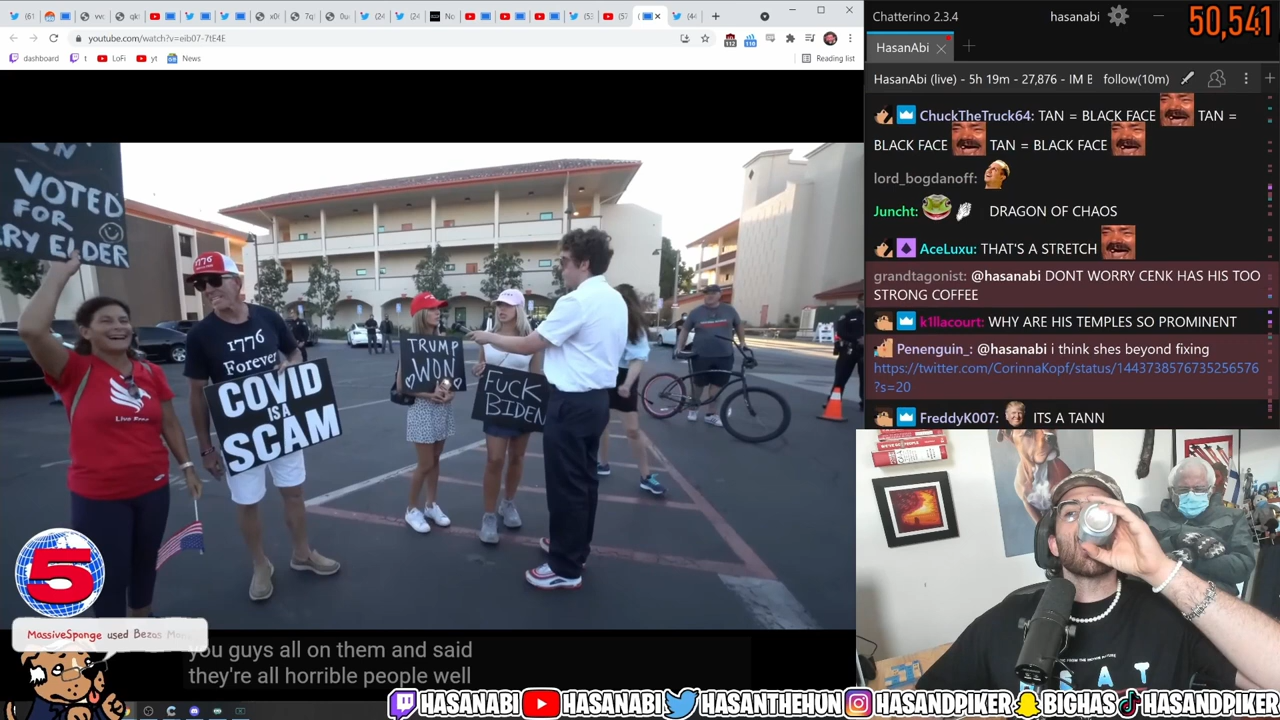 youtube.com/watch?v=eib07-7tE4E
dashboard
t
LoFi
yt
News
Reading list
112
118
VOTED
FOR
RY ELDER
1776
1776
Forever
COVID
IS A
SCAM
TRUMP
WON
FUCK
BIDEN
5
MassiveSponge used Bezos
you guys all on them and said
they're all horrible people well
Chatterino 2.3.4
hasanabi
50,541
HasanAbi
HasanAbi (live) - 5h 19m - 27,876 - IM B
follow(10m)
ChuckTheTruck64: TAN = BLACK FACE TAN =
BLACK FACE TAN = BLACK FACE
lord_bogdanoff:
Juncht: DRAGON OF CHAOS
AceLuxu: THAT'S A STRETCH
grandtagonist: @hasanabi DONT WORRY CENK HAS HIS TOO
STRONG COFFEE
k1llacourt: WHY ARE HIS TEMPLES SO PROMINENT
Penenguin_: @hasanabi i think shes beyond fixing
https://twitter.com/CorinnaKopf/status/1443738576735256576
?s=20
FreddyK007: ITS A TANN
HASANABI HASANABI HASANTHEHUN HASANDPIKER BIGHAS HASANDPIKER